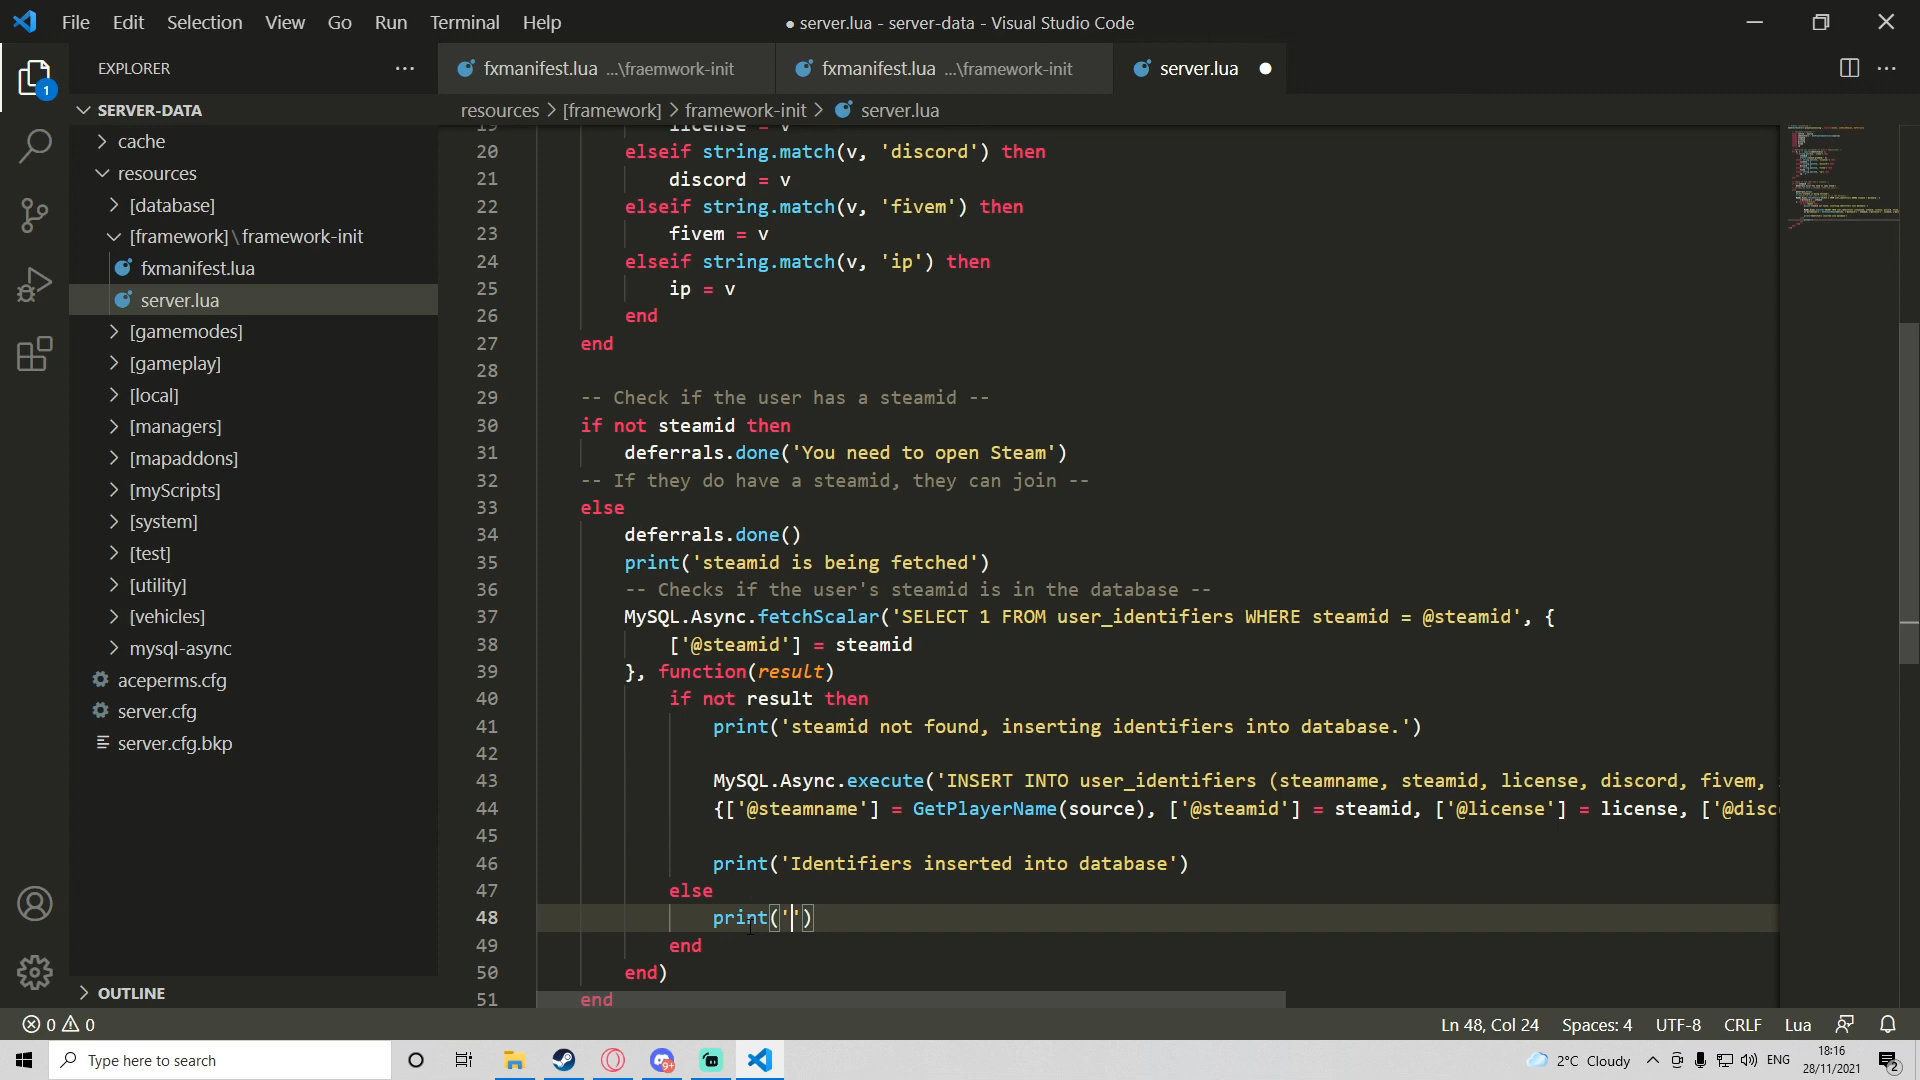 File Edit Selection View Go Run Terminal Help
● server.lua - server-data - Visual Studio Code
EXPLORER
fxmanifest.lua ...\fraemwork-init
fxmanifest.lua ...\framework-init
server.lua
1
SERVER-DATA
resources > [framework] > framework-init > server.lua
cache
resources
[database]
[framework]\framework-init
fxmanifest.lua
server.lua
[gamemodes]
[gameplay]
[local]
[managers]
[mapaddons]
[myScripts]
[system]
[test]
[utility]
[vehicles]
mysql-async
aceperms.cfg
server.cfg
server.cfg.bkp
OUTLINE
19 license = v
20 elseif string.match(v, 'discord') then
21 discord = v
22 elseif string.match(v, 'fivem') then
23 fivem = v
24 elseif string.match(v, 'ip') then
25 ip = v
26 end
27 end
28
29 -- Check if the user has a steamid --
30 if not steamid then
31 deferrals.done('You need to open Steam')
32 -- If they do have a steamid, they can join --
33 else
34 deferrals.done()
35 print('steamid is being fetched')
36 -- Checks if the user's steamid is in the database --
37 MySQL.Async.fetchScalar('SELECT 1 FROM user_identifiers WHERE steamid = @steamid', {
38 ['@steamid'] = steamid
39 }, function(result)
40 if not result then
41 print('steamid not found, inserting identifiers into database.')
42
43 MySQL.Async.execute('INSERT INTO user_identifiers (steamname, steamid, license, discord, fivem,
44 {['@steamname'] = GetPlayerName(source), ['@steamid'] = steamid, ['@license'] = license, ['@disc
45
46 print('Identifiers inserted into database')
47 else
48 print('')
49 end
50 end)
51 end
0 0
Ln 48, Col 24 Spaces: 4 UTF-8 CRLF Lua
Type here to search
9+
2°C Cloudy
ENG
18:16
28/11/2021
2